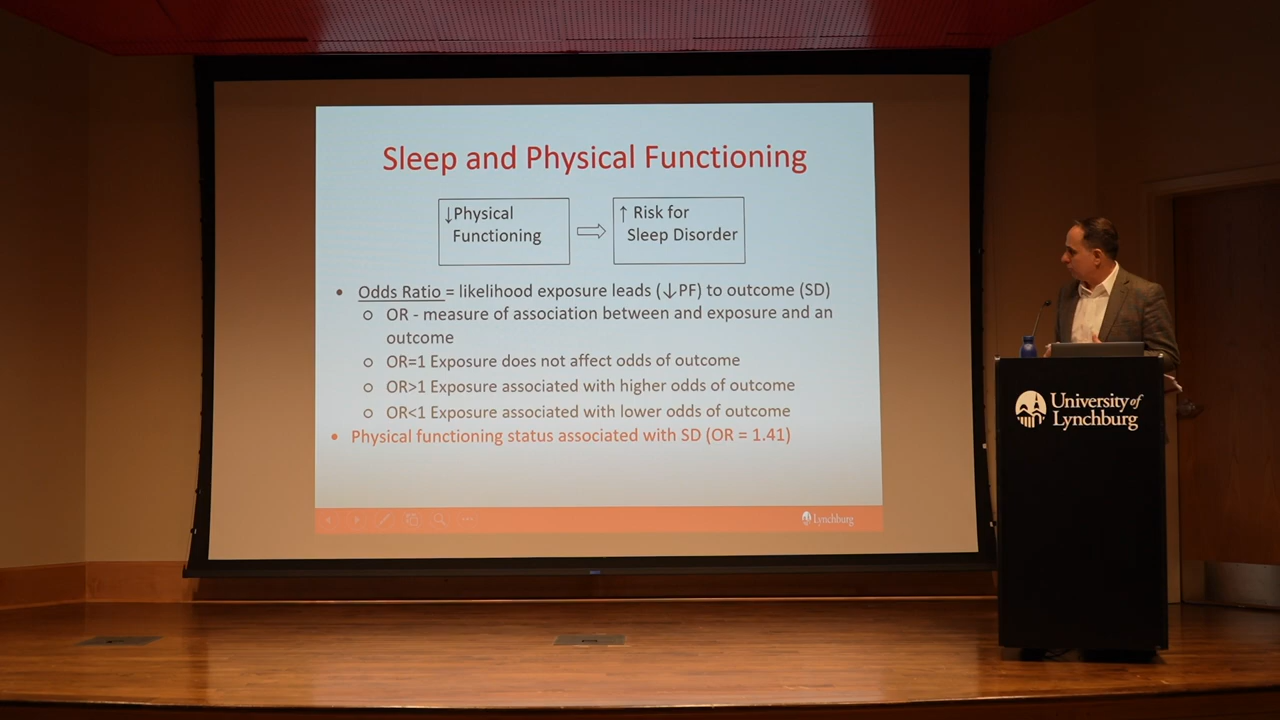 Sleep and Physical Functioning
↓Physical
Functioning
↑ Risk for
Sleep Disorder
• Odds Ratio = likelihood exposure leads (↓PF) to outcome (SD)
o OR - measure of association between and exposure and an
outcome
o OR=1 Exposure does not affect odds of outcome
o OR>1 Exposure associated with higher odds of outcome
o OR<1 Exposure associated with lower odds of outcome
• Physical functioning status associated with SD (OR = 1.41)
Lynchburg
University of
Lynchburg